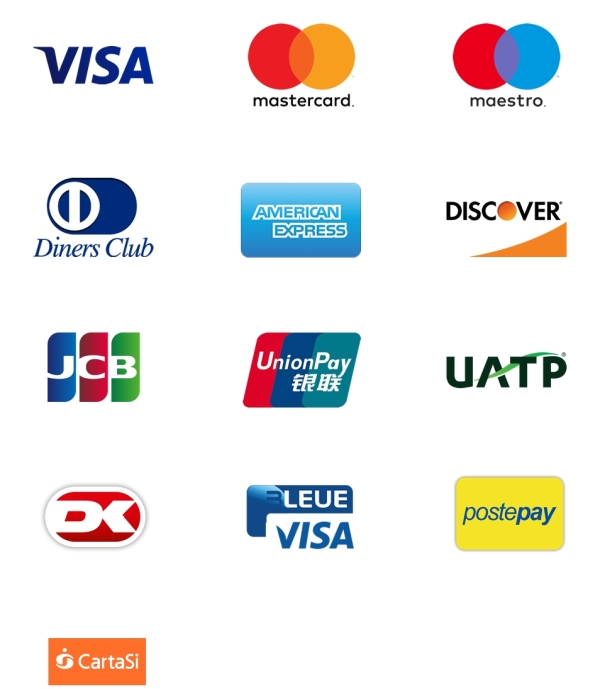 VISA
mastercard.
maestro.
Diners Club
AMERICAN
EXPRESS
DISCOVER®
JCB
UnionPay
银联
UATP®
DK
BLEUE
VISA
postepay
CartaSi